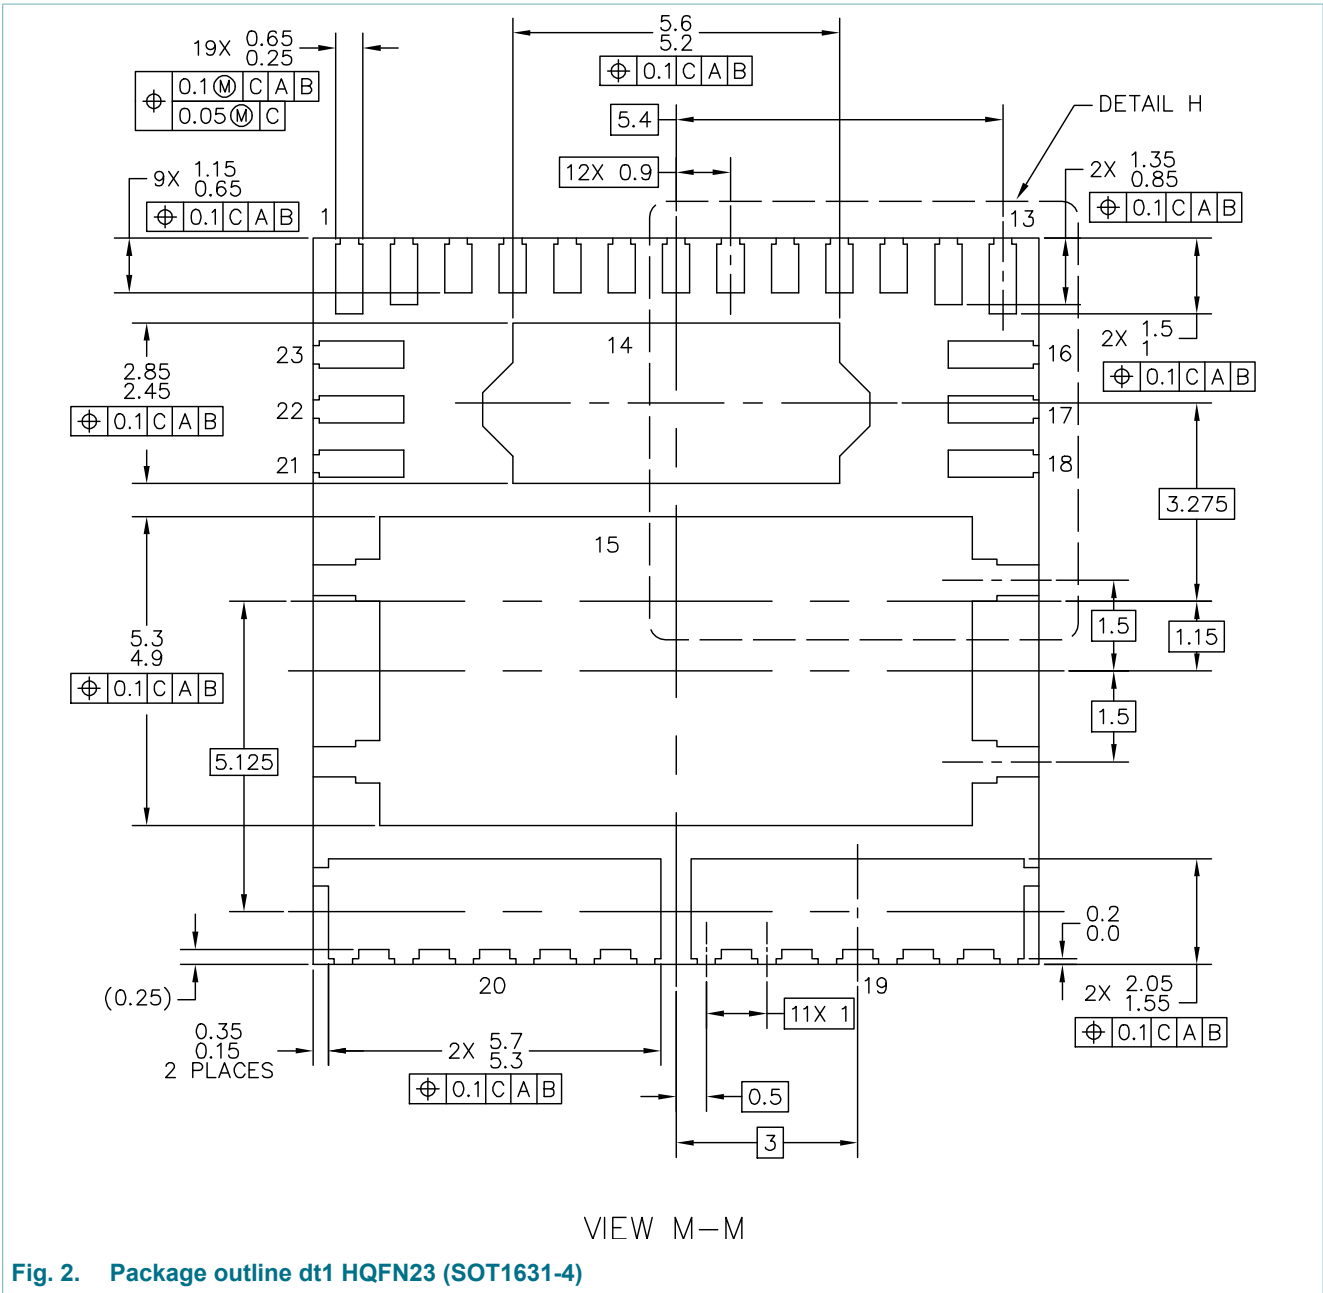 19X 0.65
0.25
⌖ 0.1 Ⓜ C A B
0.05 Ⓜ C
5.6
5.2
⌖ 0.1 C A B
5.4
DETAIL H
12X 0.9
9X 1.15
0.65
⌖ 0.1 C A B
2X 1.35
0.85
⌖ 0.1 C A B
1
13
2X 1.5
1
⌖ 0.1 C A B
14
23
16
2.85
2.45
⌖ 0.1 C A B
22
17
21
18
3.275
15
5.3
4.9
⌖ 0.1 C A B
1.5
1.15
1.5
5.125
0.2
0.0
(0.25)
20
19
2X 2.05
1.55
⌖ 0.1 C A B
11X 1
0.35
0.15
2 PLACES
2X 5.7
5.3
⌖ 0.1 C A B
0.5
3
VIEW M-M
Fig. 2. Package outline dt1 HQFN23 (SOT1631-4)